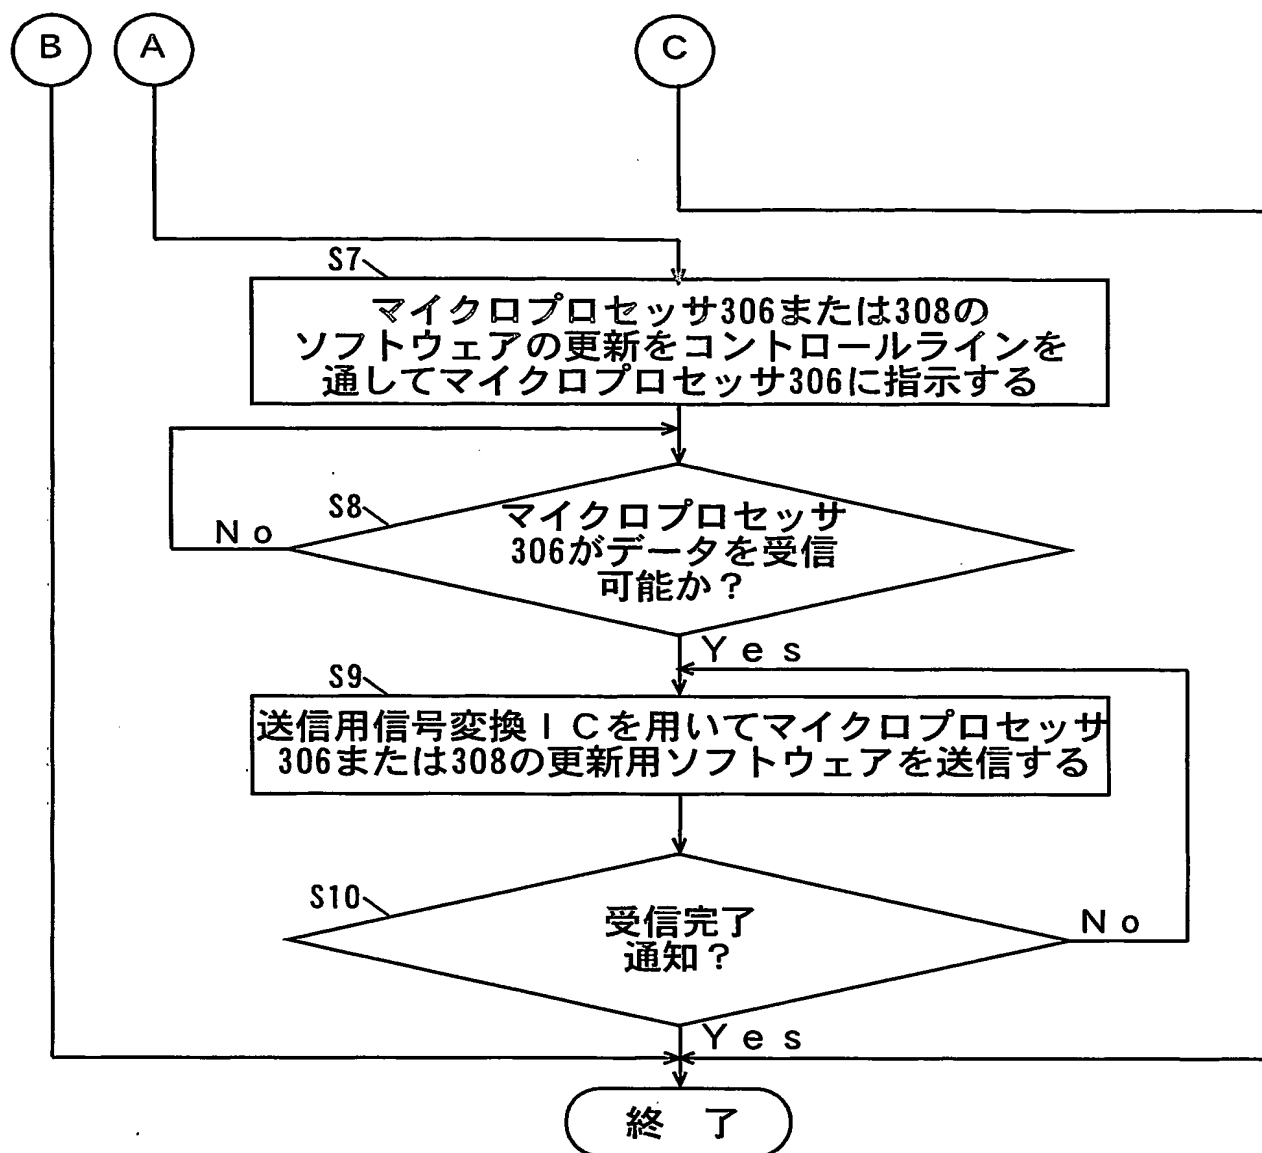 B
A
C
S7
マイクロプロセッサ306または308の
ソフトウェアの更新をコントロールラインを
通してマイクロプロセッサ306に指示する
S8
マイクロプロセッサ
306がデータを受信
可能か？
No
Yes
S9
送信用信号変換ＩＣを用いてマイクロプロセッサ
306または308の更新用ソフトウェアを送信する
S10
受信完了
通知？
No
Yes
終 了